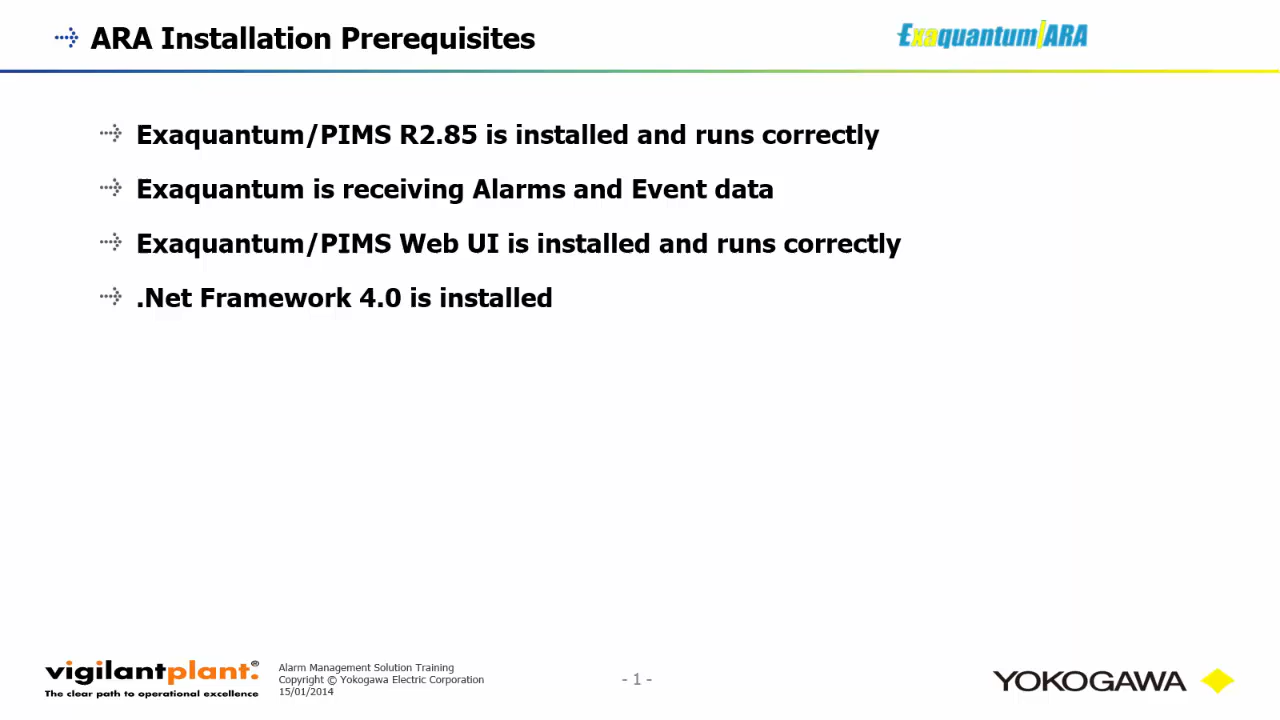 ARA Installation Prerequisites
Exaquantum/ARA
Exaquantum/PIMS R2.85 is installed and runs correctly
Exaquantum is receiving Alarms and Event data
Exaquantum/PIMS Web UI is installed and runs correctly
.Net Framework 4.0 is installed
vigilantplant.®
The clear path to operational excellence
Alarm Management Solution Training
Copyright © Yokogawa Electric Corporation
15/01/2014
- 1 -
YOKOGAWA